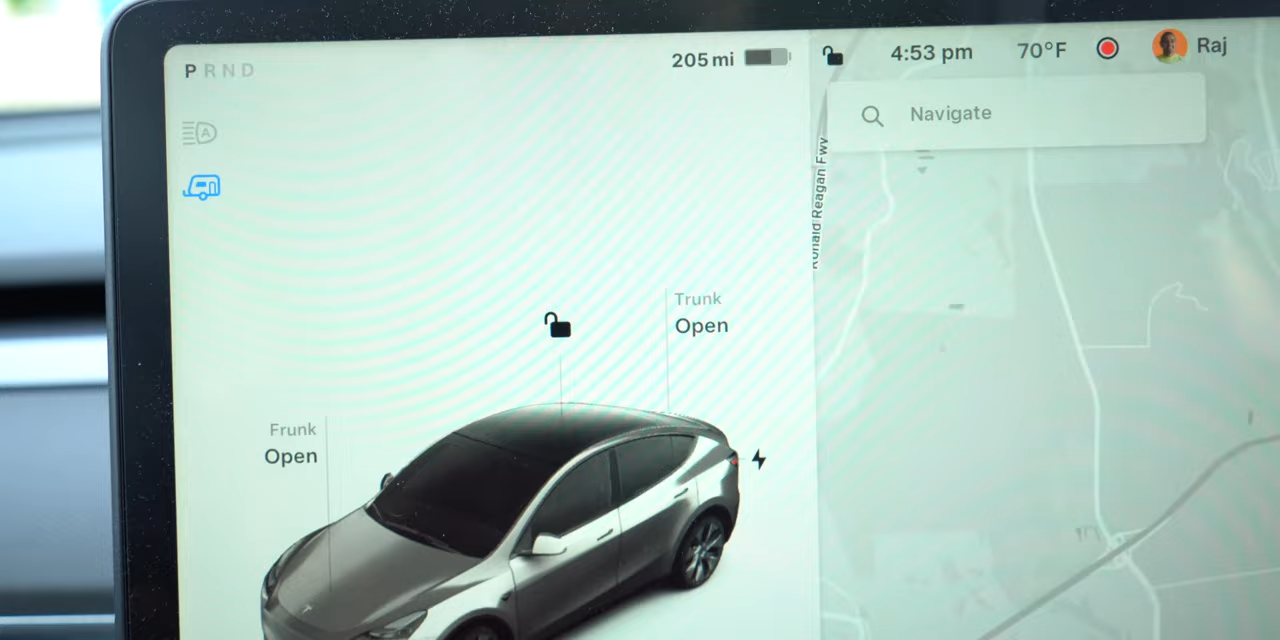 P R N D
205 mi
4:53 pm
70°F
Raj
Navigate
A
Ronald Reagan Fwy
Trunk
Open
Frunk
Open